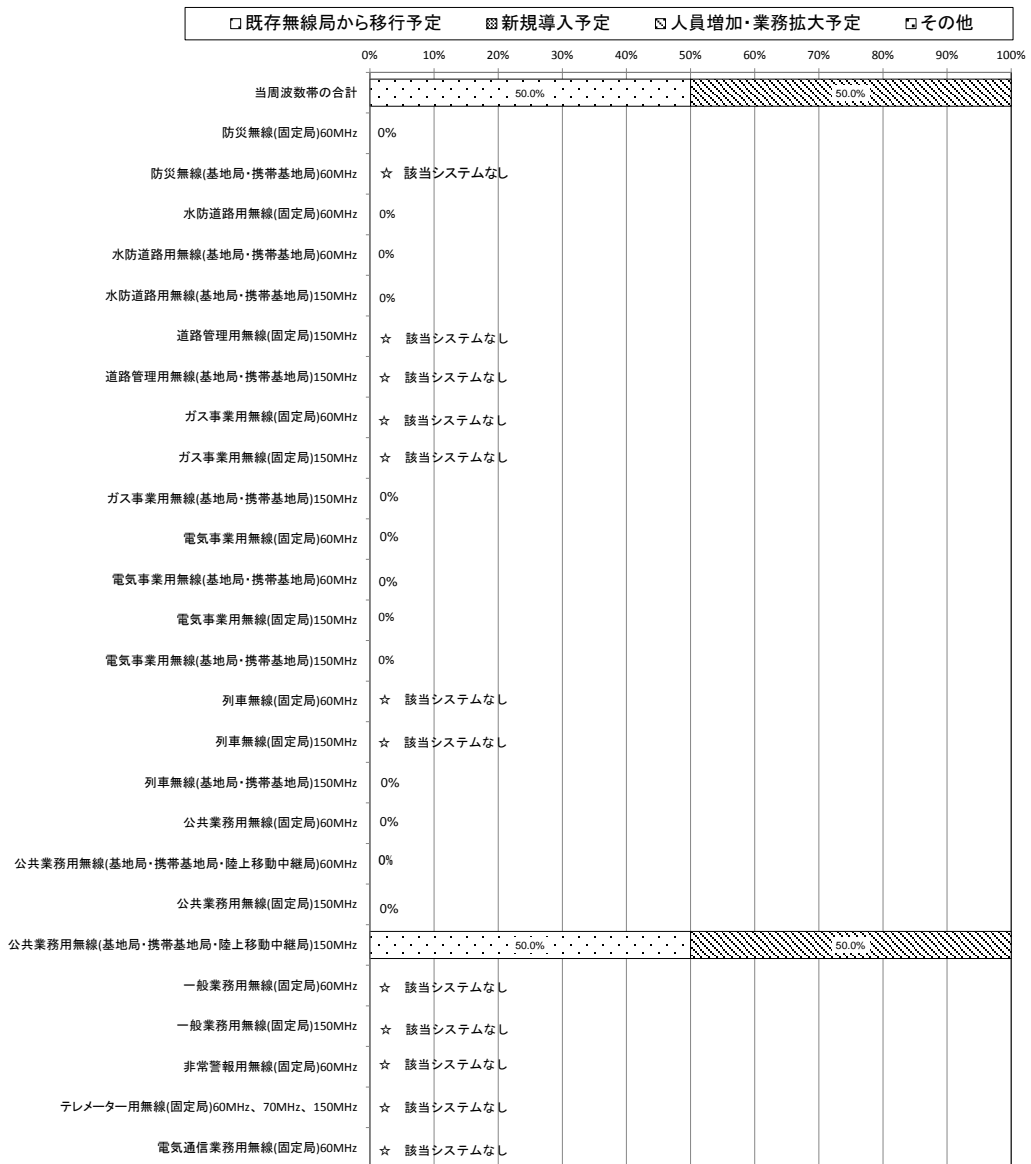 既存無線局から移行予定 新規導入予定 人員増加・業務拡大予定 その他
0% 10% 20% 30% 40% 50% 60% 70% 80% 90% 100%
当周波数帯の合計 50.0% 50.0%
防災無線(固定局)60MHz 0%
防災無線(基地局・携帯基地局)60MHz ☆ 該当システムなし
水防道路用無線(固定局)60MHz 0%
水防道路用無線(基地局・携帯基地局)60MHz 0%
水防道路用無線(基地局・携帯基地局)150MHz 0%
道路管理用無線(固定局)150MHz ☆ 該当システムなし
道路管理用無線(基地局・携帯基地局)150MHz ☆ 該当システムなし
ガス事業用無線(固定局)60MHz ☆ 該当システムなし
ガス事業用無線(固定局)150MHz ☆ 該当システムなし
ガス事業用無線(基地局・携帯基地局)150MHz 0%
電気事業用無線(固定局)60MHz 0%
電気事業用無線(基地局・携帯基地局)60MHz 0%
電気事業用無線(固定局)150MHz 0%
電気事業用無線(基地局・携帯基地局)150MHz 0%
列車無線(固定局)60MHz ☆ 該当システムなし
列車無線(固定局)150MHz ☆ 該当システムなし
列車無線(基地局・携帯基地局)150MHz 0%
公共業務用無線(固定局)60MHz 0%
公共業務用無線(基地局・携帯基地局・陸上移動中継局)60MHz 0%
公共業務用無線(固定局)150MHz 0%
公共業務用無線(基地局・携帯基地局・陸上移動中継局)150MHz 50.0% 50.0%
一般業務用無線(固定局)60MHz ☆ 該当システムなし
一般業務用無線(固定局)150MHz ☆ 該当システムなし
非常警報用無線(固定局)60MHz ☆ 該当システムなし
テレメーター用無線(固定局)60MHz、70MHz、150MHz ☆ 該当システムなし
電気通信業務用無線(固定局)60MHz ☆ 該当システムなし